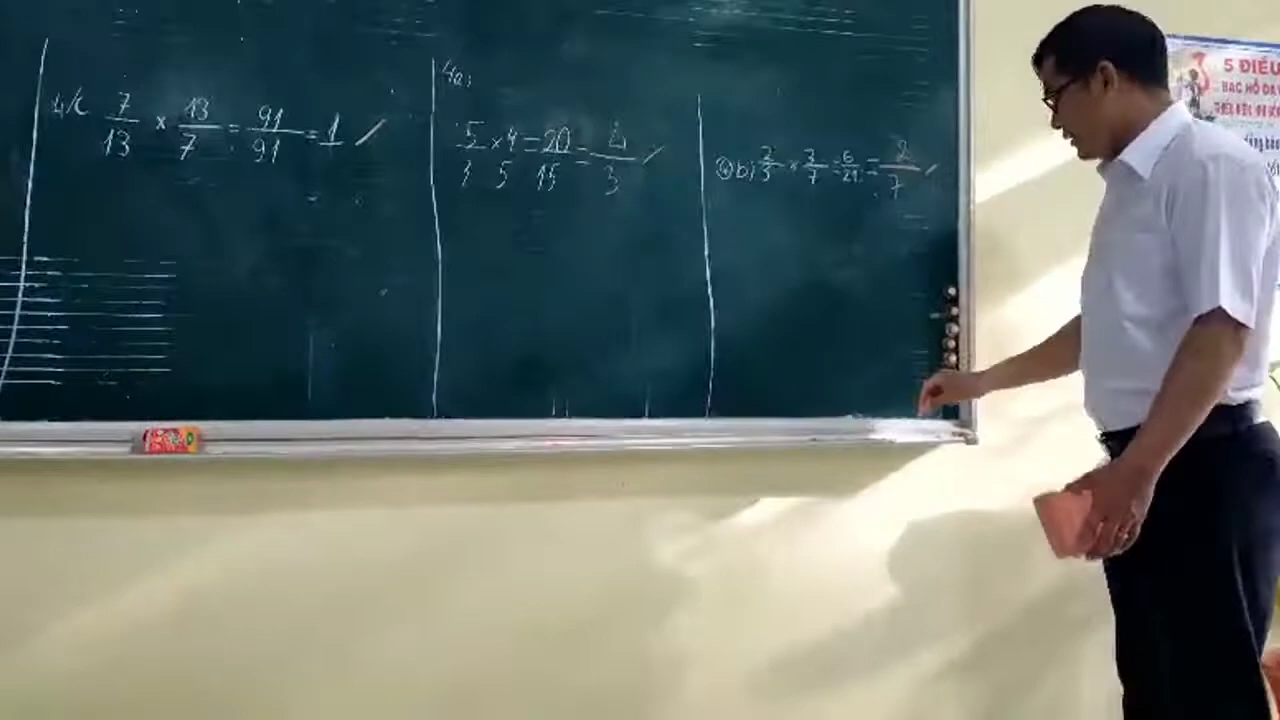 4/c 7/13 × 13/7 = 91/91 = 1
4a;
5/3 × 4/5 = 20/15 = 4/3
④ b) 2/3 × 3/7 = 6/21 = 2/7
5 ĐIỀU
BÁC HỒ DẠY